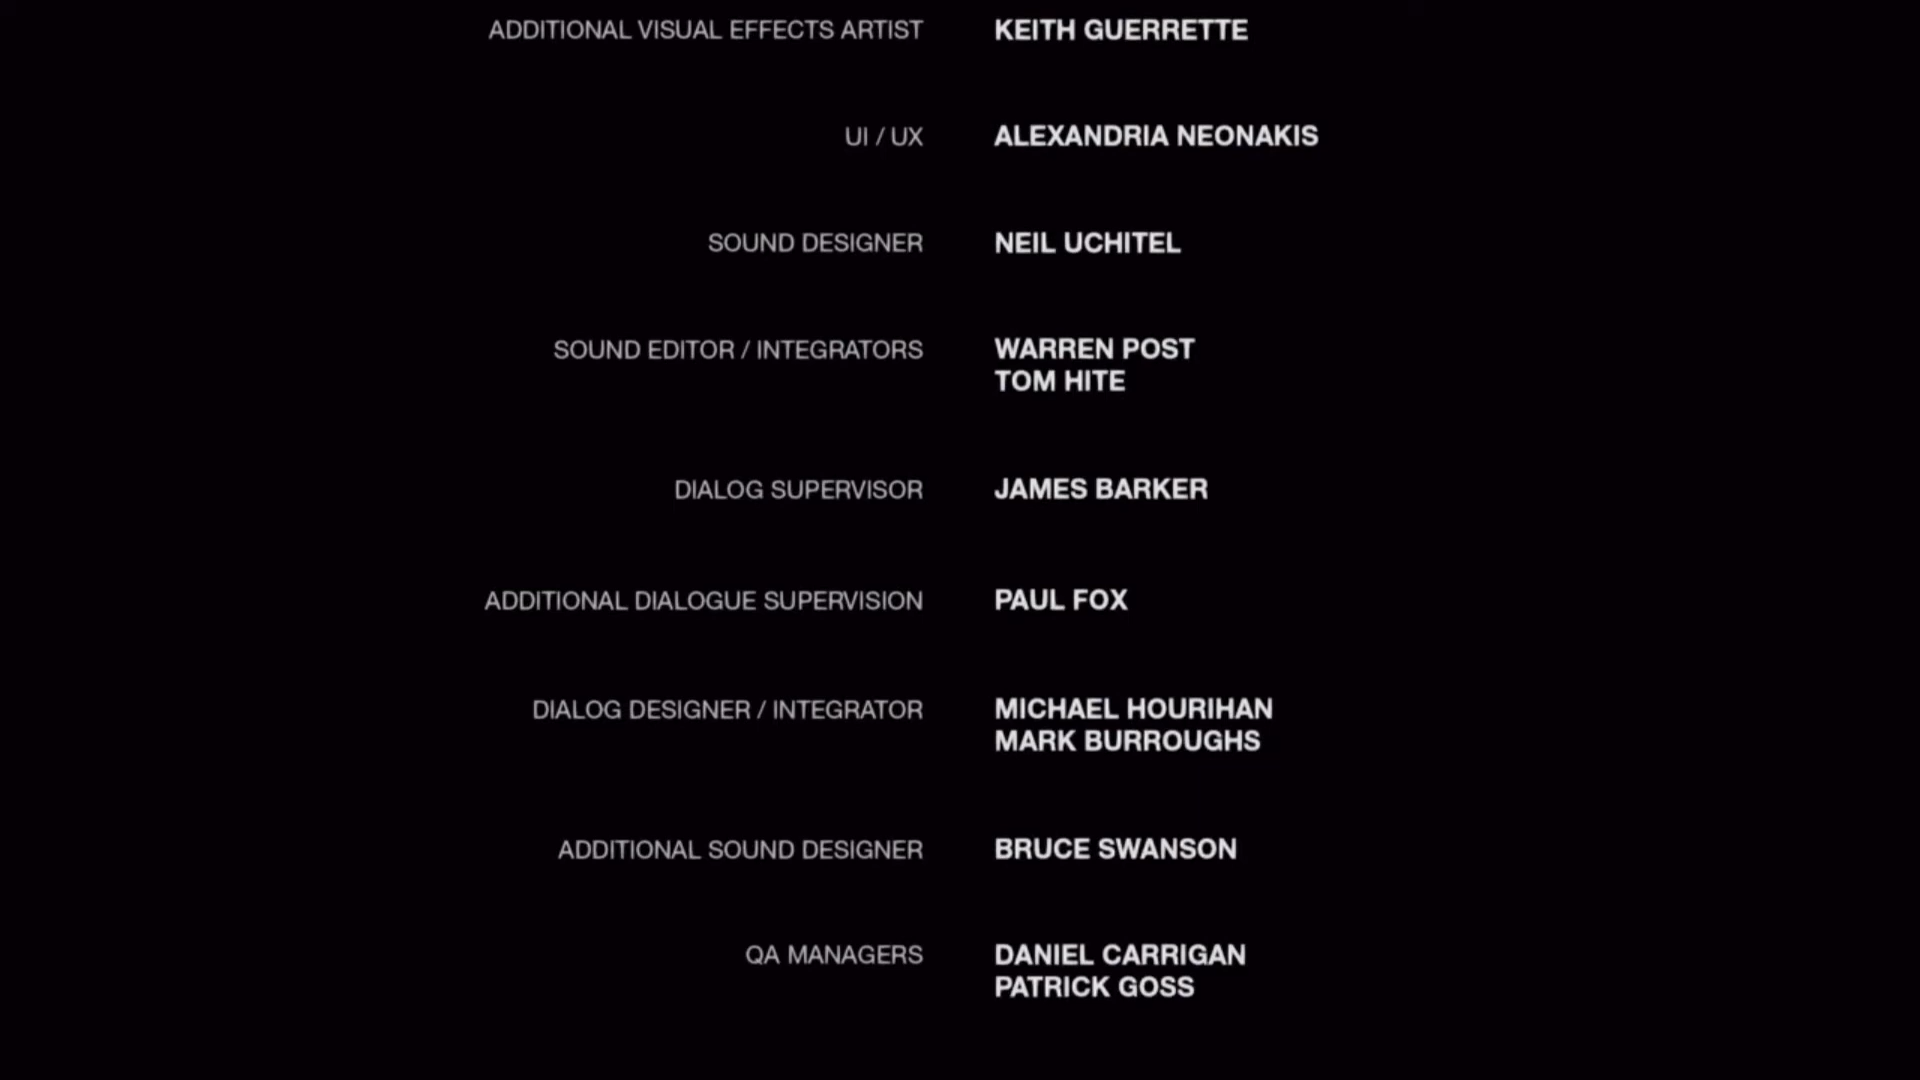 ADDITIONAL VISUAL EFFECTS ARTIST KEITH GUERRETTE
UI / UX ALEXANDRIA NEONAKIS
SOUND DESIGNER NEIL UCHITEL
SOUND EDITOR / INTEGRATORS WARREN POST
TOM HITE
DIALOG SUPERVISOR JAMES BARKER
ADDITIONAL DIALOGUE SUPERVISION PAUL FOX
DIALOG DESIGNER / INTEGRATOR MICHAEL HOURIHAN
MARK BURROUGHS
ADDITIONAL SOUND DESIGNER BRUCE SWANSON
QA MANAGERS DANIEL CARRIGAN
PATRICK GOSS